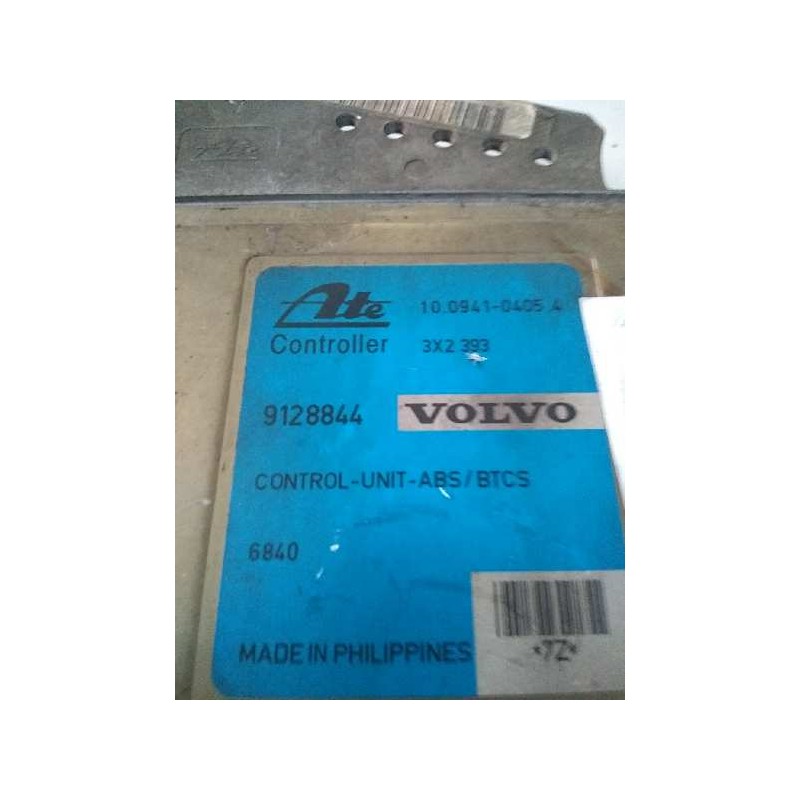 Ate
Ate 10.0941-0405.4
Controller 3X2 393
9128844 VOLVO
CONTROL-UNIT-ABS/BTCS
6840
*7Z*
MADE IN PHILIPPINES